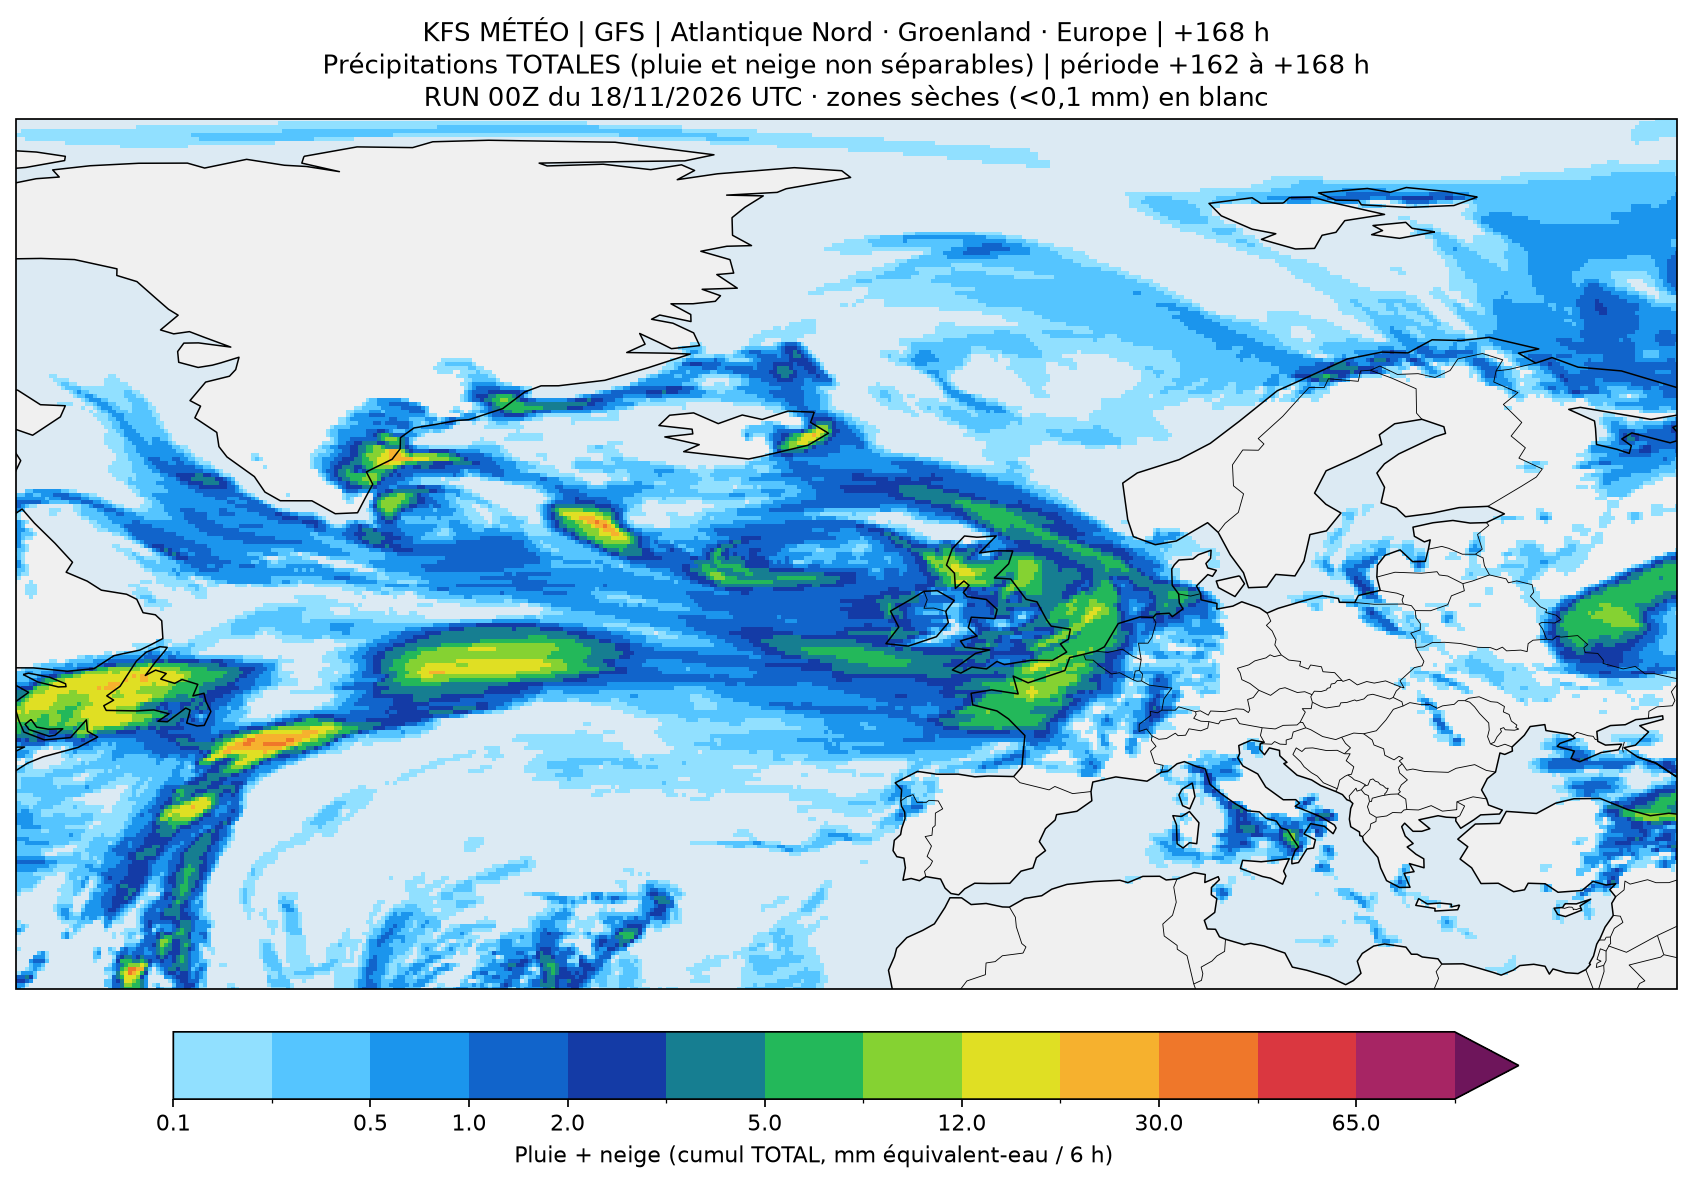 KFS MÉTÉO | GFS | Atlantique Nord · Groenland · Europe | +168 h
Précipitations TOTALES (pluie et neige non séparables) | période +162 à +168 h
RUN 00Z du 18/11/2026 UTC · zones sèches (<0,1 mm) en blanc
0.1 0.5 1.0 2.0 5.0 12.0 30.0 65.0
Pluie + neige (cumul TOTAL, mm équivalent-eau / 6 h)